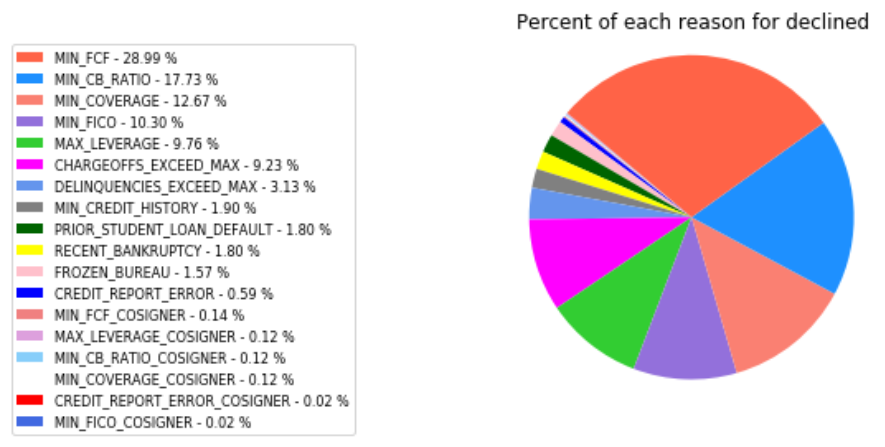 Percent of each reason for declined
MIN_FCF - 28.99 %
MIN_CB_RATIO - 17.73 %
MIN_COVERAGE - 12.67 %
MIN_FICO - 10.30 %
MAX_LEVERAGE - 9.76 %
CHARGEOFFS_EXCEED_MAX - 9.23 %
DELINQUENCIES_EXCEED_MAX - 3.13 %
MIN_CREDIT_HISTORY - 1.90 %
PRIOR_STUDENT_LOAN_DEFAULT - 1.80 %
RECENT_BANKRUPTCY - 1.80 %
FROZEN_BUREAU - 1.57 %
CREDIT_REPORT_ERROR - 0.59 %
MIN_FCF_COSIGNER - 0.14 %
MAX_LEVERAGE_COSIGNER - 0.12 %
MIN_CB_RATIO_COSIGNER - 0.12 %
MIN_COVERAGE_COSIGNER - 0.12 %
CREDIT_REPORT_ERROR_COSIGNER - 0.02 %
MIN_FICO_COSIGNER - 0.02 %